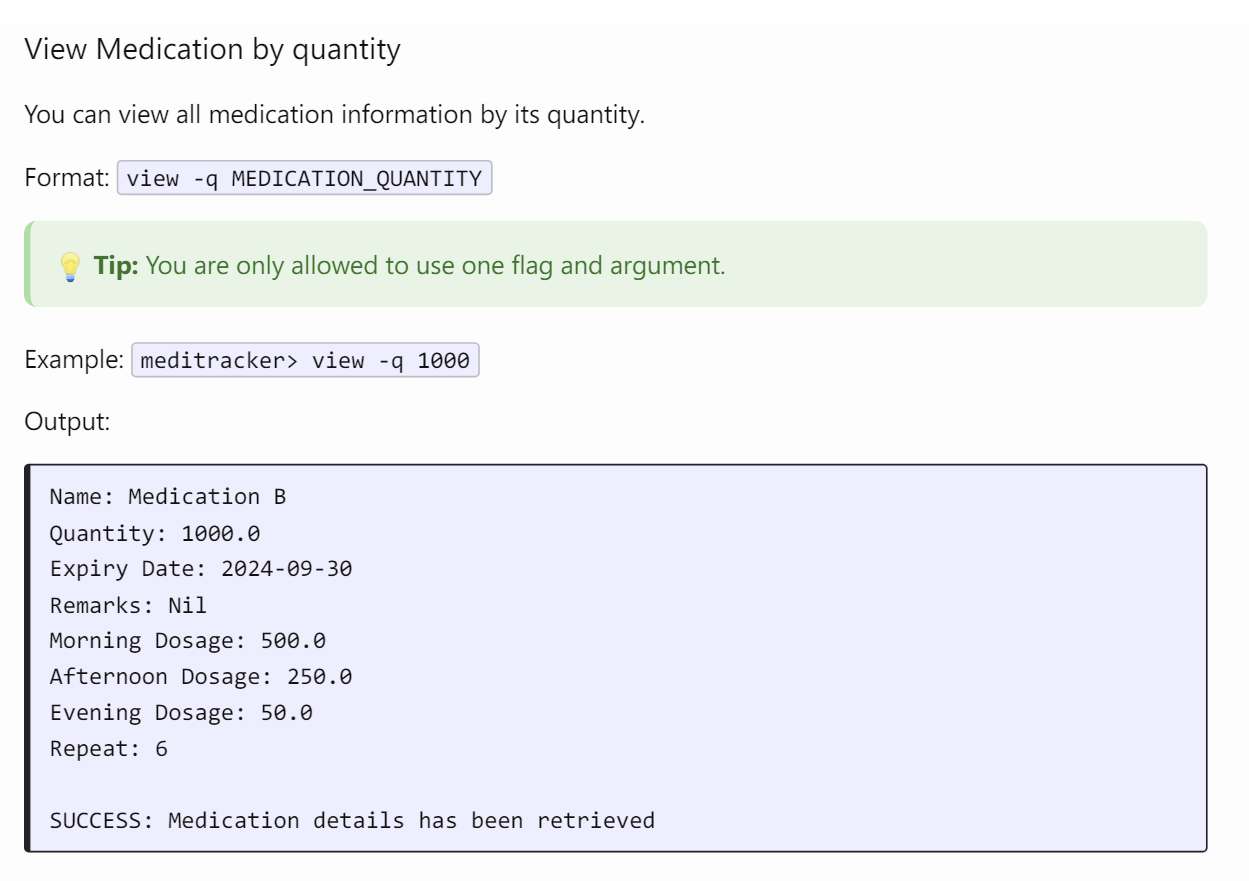 View Medication by quantity
You can view all medication information by its quantity.
Format: view -q MEDICATION_QUANTITY
💡 Tip: You are only allowed to use one flag and argument.
Example: meditracker> view -q 1000
Output:
Name: Medication B
Quantity: 1000.0
Expiry Date: 2024-09-30
Remarks: Nil
Morning Dosage: 500.0
Afternoon Dosage: 250.0
Evening Dosage: 50.0
Repeat: 6
SUCCESS: Medication details has been retrieved